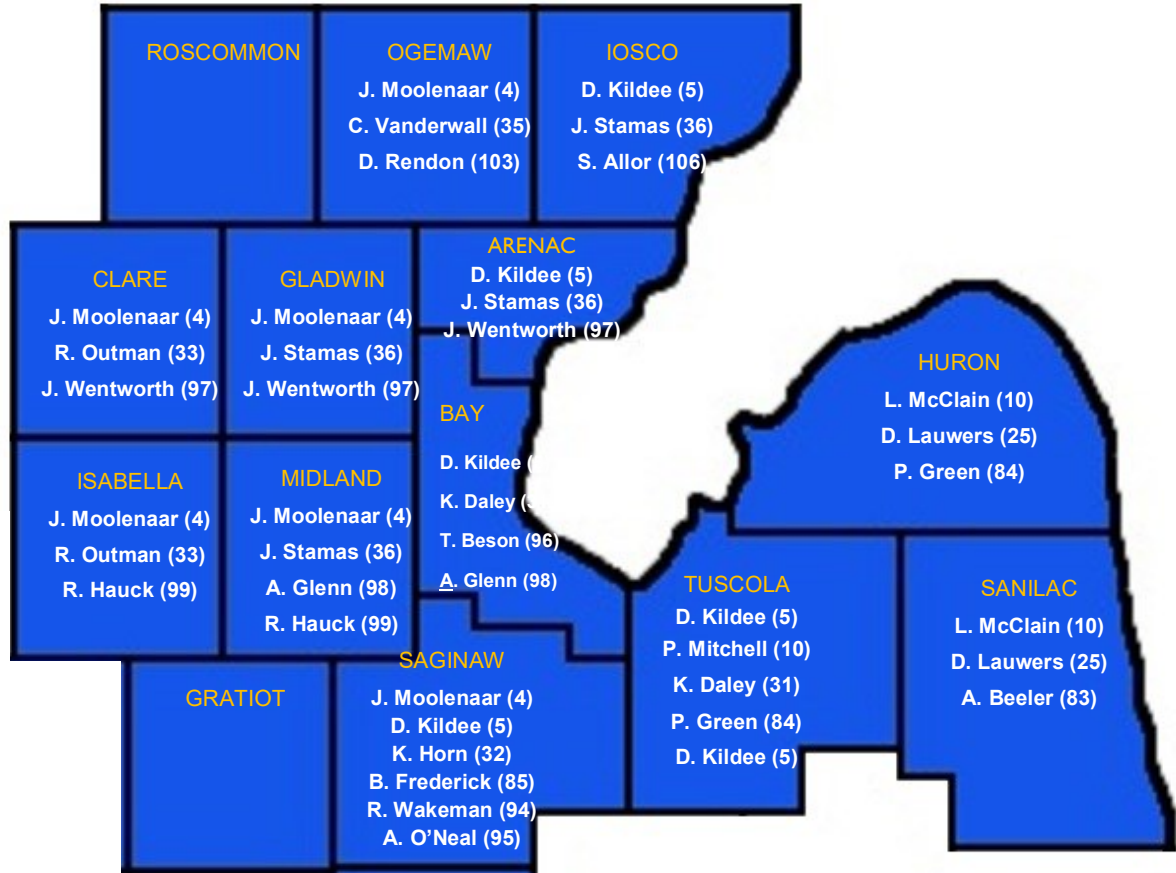 ROSCOMMON
OGEMAW
J. Moolenaar (4)
C. Vanderwall (35)
D. Rendon (103)
IOSCO
D. Kildee (5)
J. Stamas (36)
S. Allor (106)
CLARE
J. Moolenaar (4)
R. Outman (33)
J. Wentworth (97)
GLADWIN
J. Moolenaar (4)
J. Stamas (36)
J. Wentworth (97)
ARENAC
D. Kildee (5)
J. Stamas (36)
J. Wentworth (97)
HURON
L. McClain (10)
D. Lauwers (25)
P. Green (84)
ISABELLA
J. Moolenaar (4)
R. Outman (33)
R. Hauck (99)
MIDLAND
J. Moolenaar (4)
J. Stamas (36)
A. Glenn (98)
R. Hauck (99)
BAY
D. Kildee (
K. Daley (
T. Beson (96)
A. Glenn (98)
GRATIOT
SAGINAW
J. Moolenaar (4)
D. Kildee (5)
K. Horn (32)
B. Frederick (85)
R. Wakeman (94)
A. O’Neal (95)
TUSCOLA
D. Kildee (5)
P. Mitchell (10)
K. Daley (31)
P. Green (84)
D. Kildee (5)
SANILAC
L. McClain (10)
D. Lauwers (25)
A. Beeler (83)